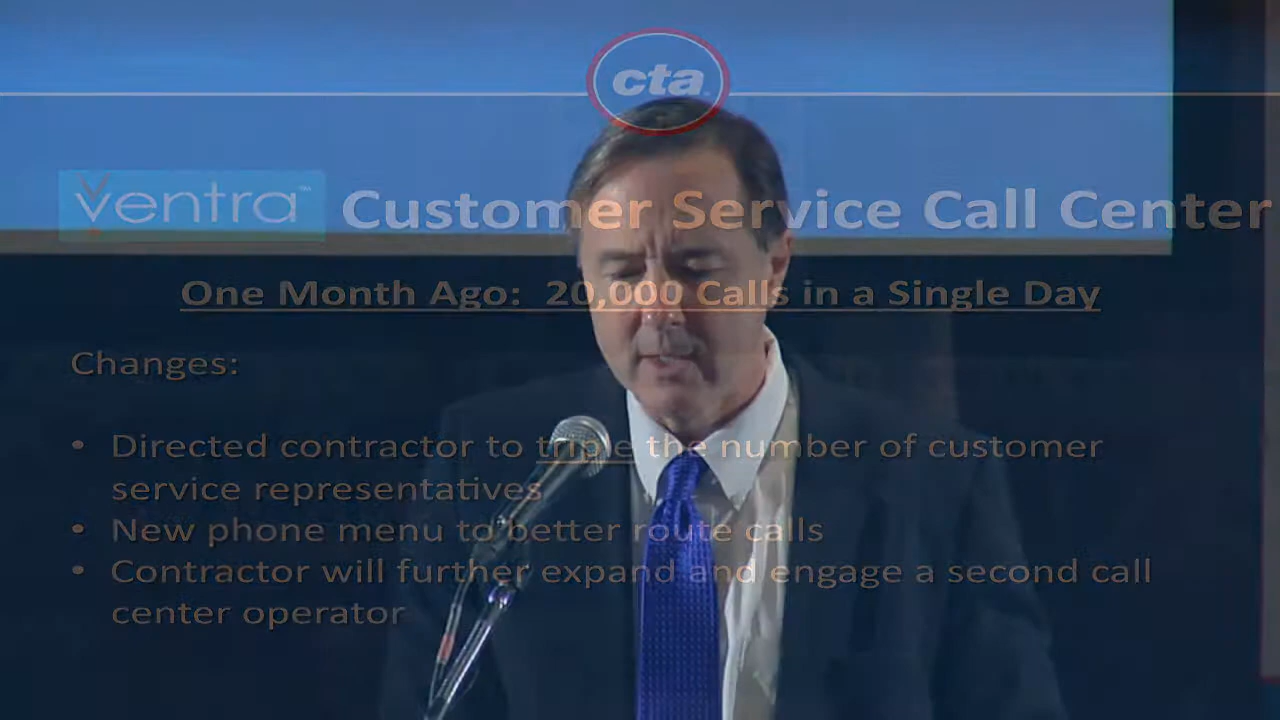 cta
Ventra™ Customer Service Call Center
One Month Ago: 20,000 Calls in a Single Day
Changes:
• Directed contractor to triple the number of customer
service representatives
• New phone menu to better route calls
• Contractor will further expand and engage a second call
center operator